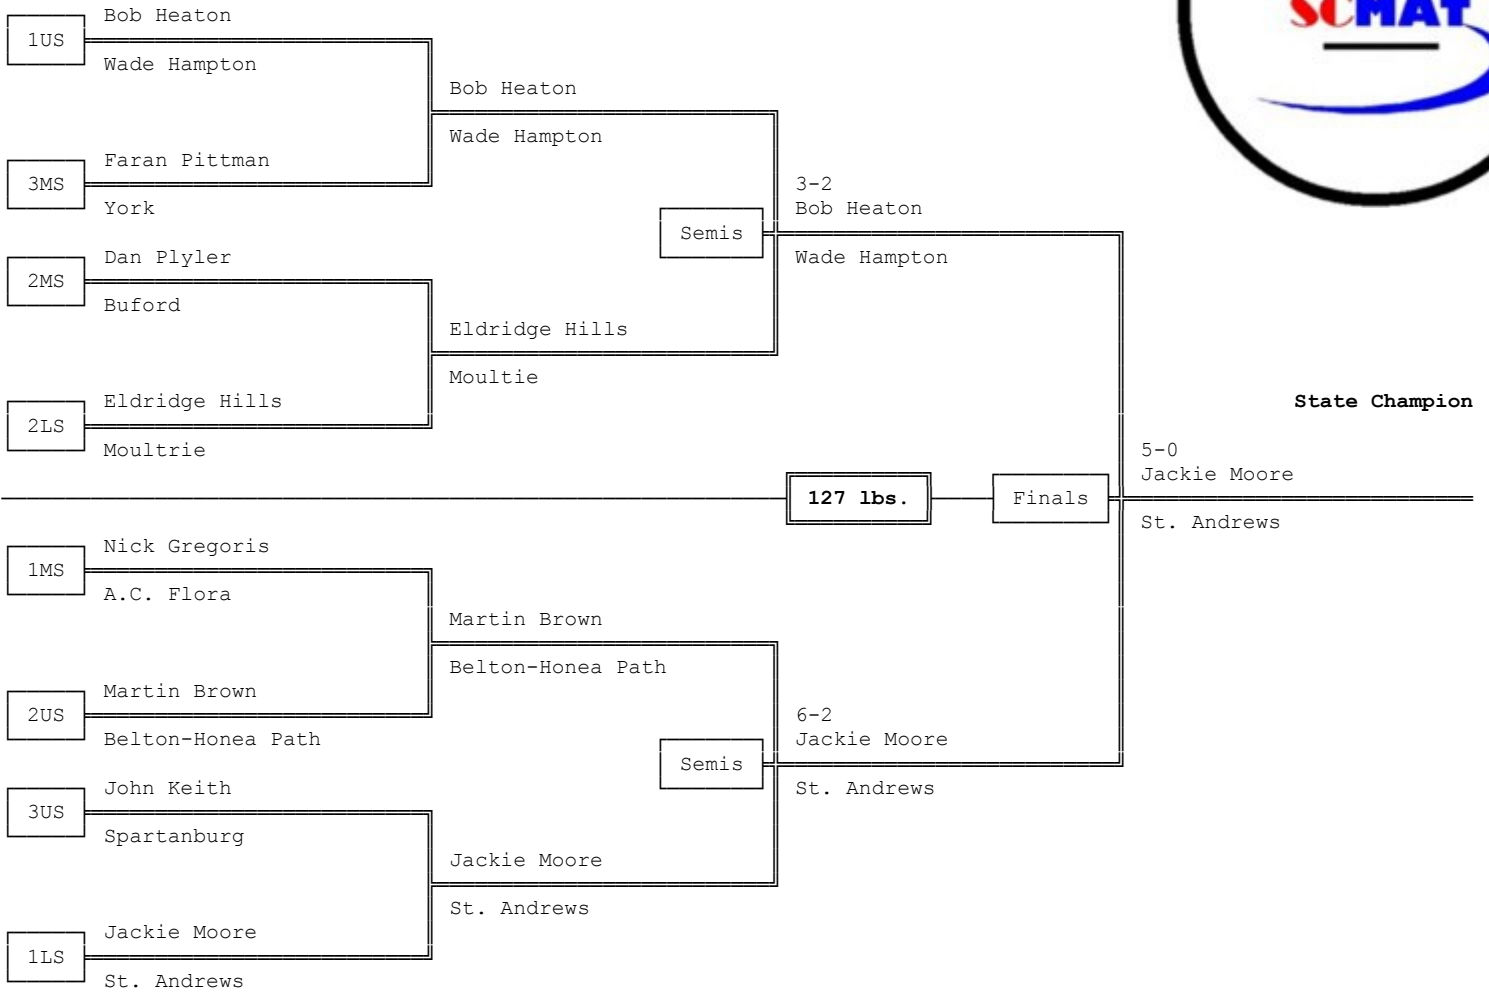 SCMAT
Bob Heaton
1US
Wade Hampton
Bob Heaton
Wade Hampton
Faran Pittman
3MS
York
3-2
Bob Heaton
Semis
Wade Hampton
Dan Plyler
2MS
Buford
Eldridge Hills
Moultie
Eldridge Hills
2LS
Moultrie
State Champion
5-0
Jackie Moore
127 lbs.
Finals
St. Andrews
Nick Gregoris
1MS
A.C. Flora
Martin Brown
Belton-Honea Path
Martin Brown
2US
Belton-Honea Path
6-2
Jackie Moore
Semis
St. Andrews
John Keith
3US
Spartanburg
Jackie Moore
St. Andrews
Jackie Moore
1LS
St. Andrews